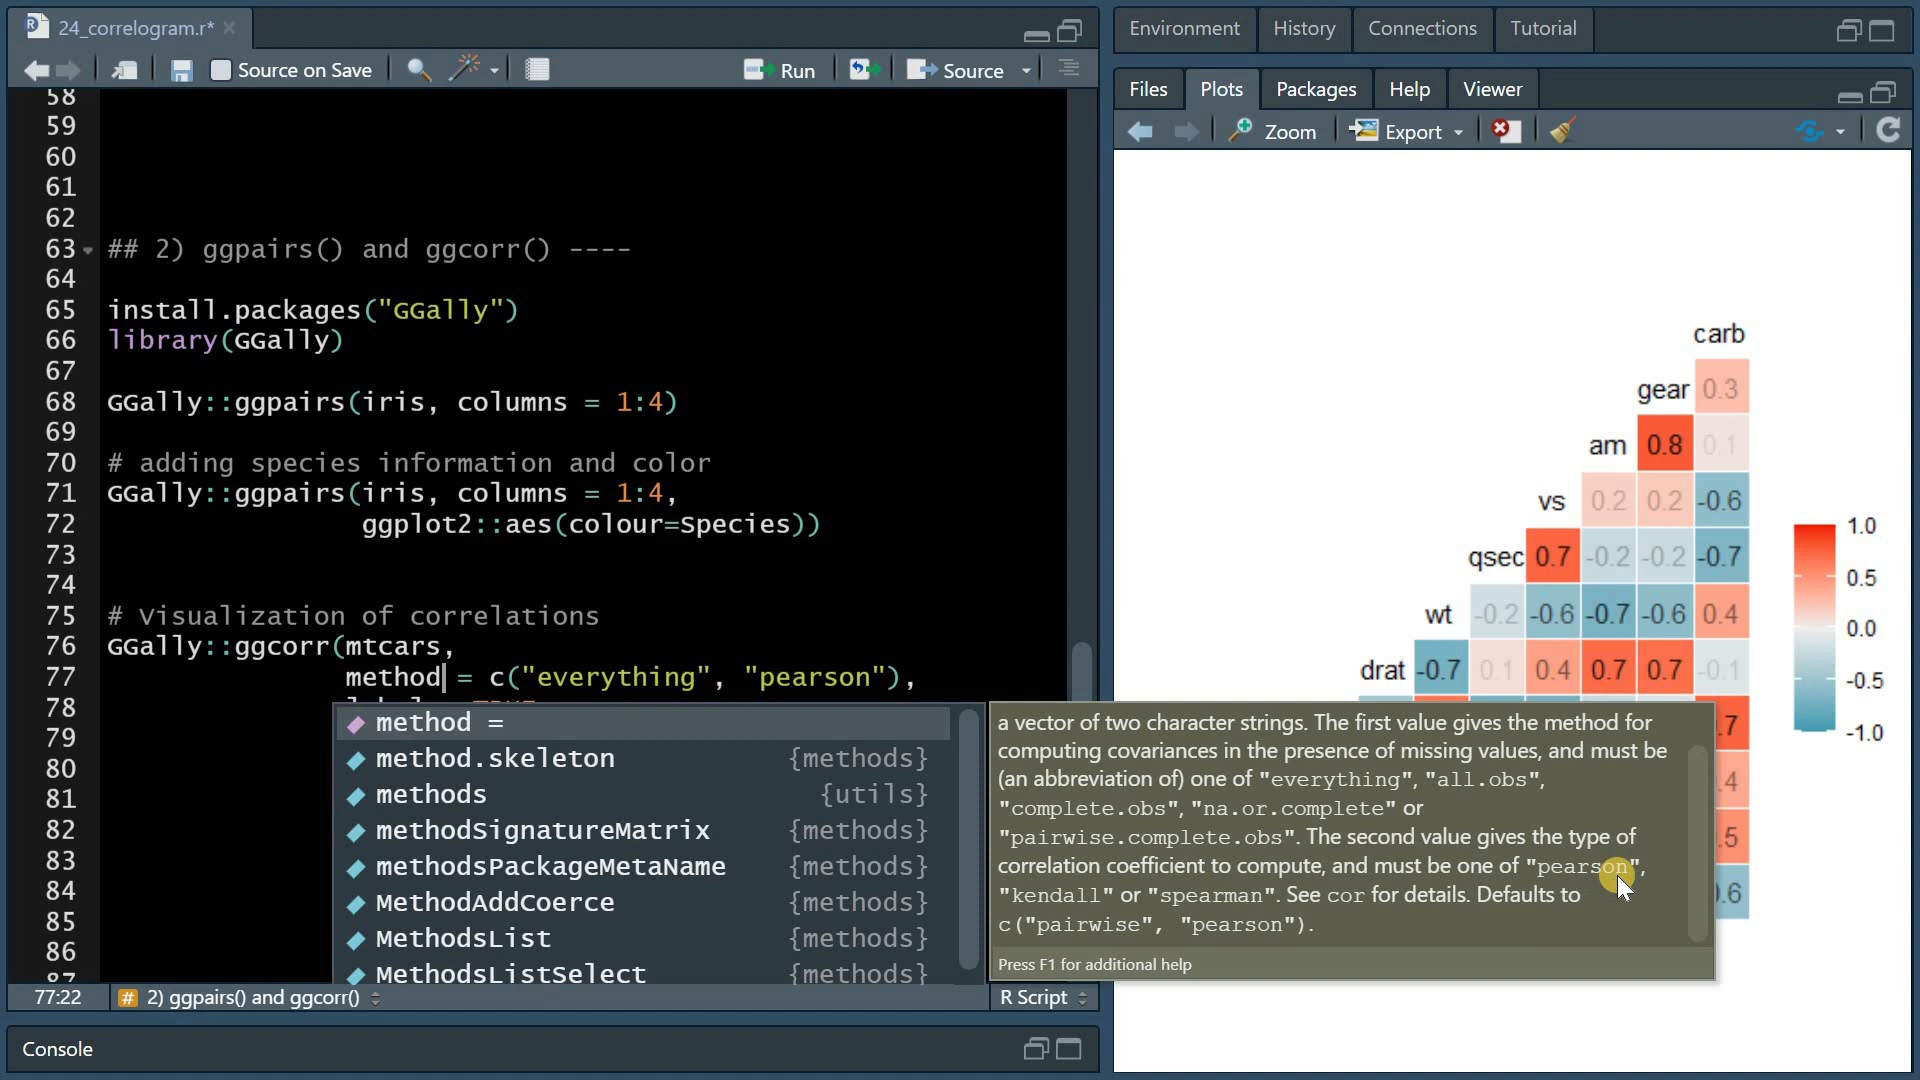 24_correlogram.r*
Source on Save
Run
Source
58
59
60
61
62
63 ## 2) ggpairs() and ggcorr() ----
64
65 install.packages("GGally")
66 library(GGally)
67
68 GGally::ggpairs(iris, columns = 1:4)
69
70 # adding species information and color
71 GGally::ggpairs(iris, columns = 1:4,
72 ggplot2::aes(colour=Species))
73
74
75 # Visualization of correlations
76 GGally::ggcorr(mtcars,
77 method = c("everything", "pearson"),
78
79
80
81
82
83
84
85
86
87
method =
method.skeleton {methods}
methods {utils}
methodSignatureMatrix {methods}
methodsPackageMetaName {methods}
MethodAddCoerce {methods}
MethodsList {methods}
MethodsListSelect {methods}
a vector of two character strings. The first value gives the method for
computing covariances in the presence of missing values, and must be
(an abbreviation of) one of "everything", "all.obs",
"complete.obs", "na.or.complete" or
"pairwise.complete.obs". The second value gives the type of
correlation coefficient to compute, and must be one of "pearson",
"kendall" or "spearman". See cor for details. Defaults to
c("pairwise", "pearson").
Press F1 for additional help
77:22
# 2) ggpairs() and ggcorr()
R Script
Console
Environment
History
Connections
Tutorial
Files
Plots
Packages
Help
Viewer
Zoom
Export
carb
gear 0.3
am 0.8 0.1
vs 0.2 0.2 -0.6
qsec 0.7 -0.2 -0.2 -0.7
wt -0.2 -0.6 -0.7 -0.6 0.4
drat -0.7 0.1 0.4 0.7 0.7 -0.1
.7
.4
.5
.6
1.0
0.5
0.0
-0.5
-1.0